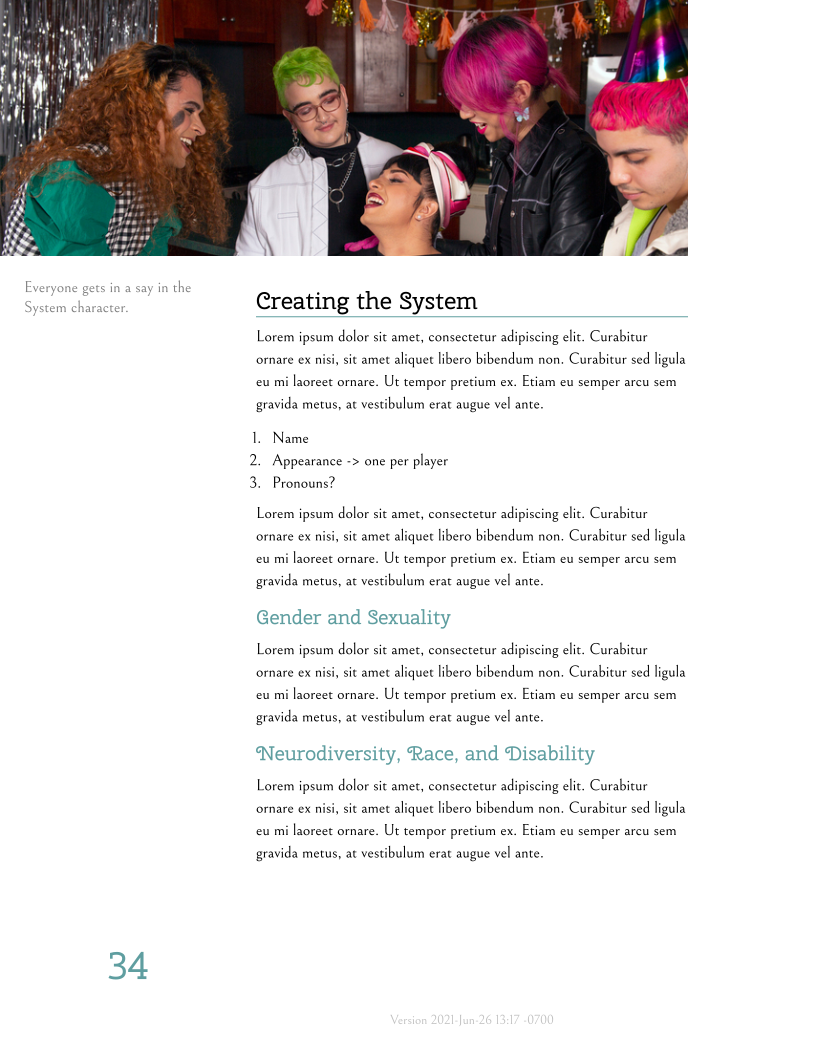 Everyone gets in a say in the
System character.
Creating the System
Lorem ipsum dolor sit amet, consectetur adipiscing elit. Curabitur
ornare ex nisi, sit amet aliquet libero bibendum non. Curabitur sed ligula
eu mi laoreet ornare. Ut tempor pretium ex. Etiam eu semper arcu sem
gravida metus, at vestibulum erat augue vel ante.
1. Name
2. Appearance -> one per player
3. Pronouns?
Lorem ipsum dolor sit amet, consectetur adipiscing elit. Curabitur
ornare ex nisi, sit amet aliquet libero bibendum non. Curabitur sed ligula
eu mi laoreet ornare. Ut tempor pretium ex. Etiam eu semper arcu sem
gravida metus, at vestibulum erat augue vel ante.
Gender and Sexuality
Lorem ipsum dolor sit amet, consectetur adipiscing elit. Curabitur
ornare ex nisi, sit amet aliquet libero bibendum non. Curabitur sed ligula
eu mi laoreet ornare. Ut tempor pretium ex. Etiam eu semper arcu sem
gravida metus, at vestibulum erat augue vel ante.
Neurodiversity, Race, and Disability
Lorem ipsum dolor sit amet, consectetur adipiscing elit. Curabitur
ornare ex nisi, sit amet aliquet libero bibendum non. Curabitur sed ligula
eu mi laoreet ornare. Ut tempor pretium ex. Etiam eu semper arcu sem
gravida metus, at vestibulum erat augue vel ante.
34
Version 2021-Jun-26 13:17 -0700